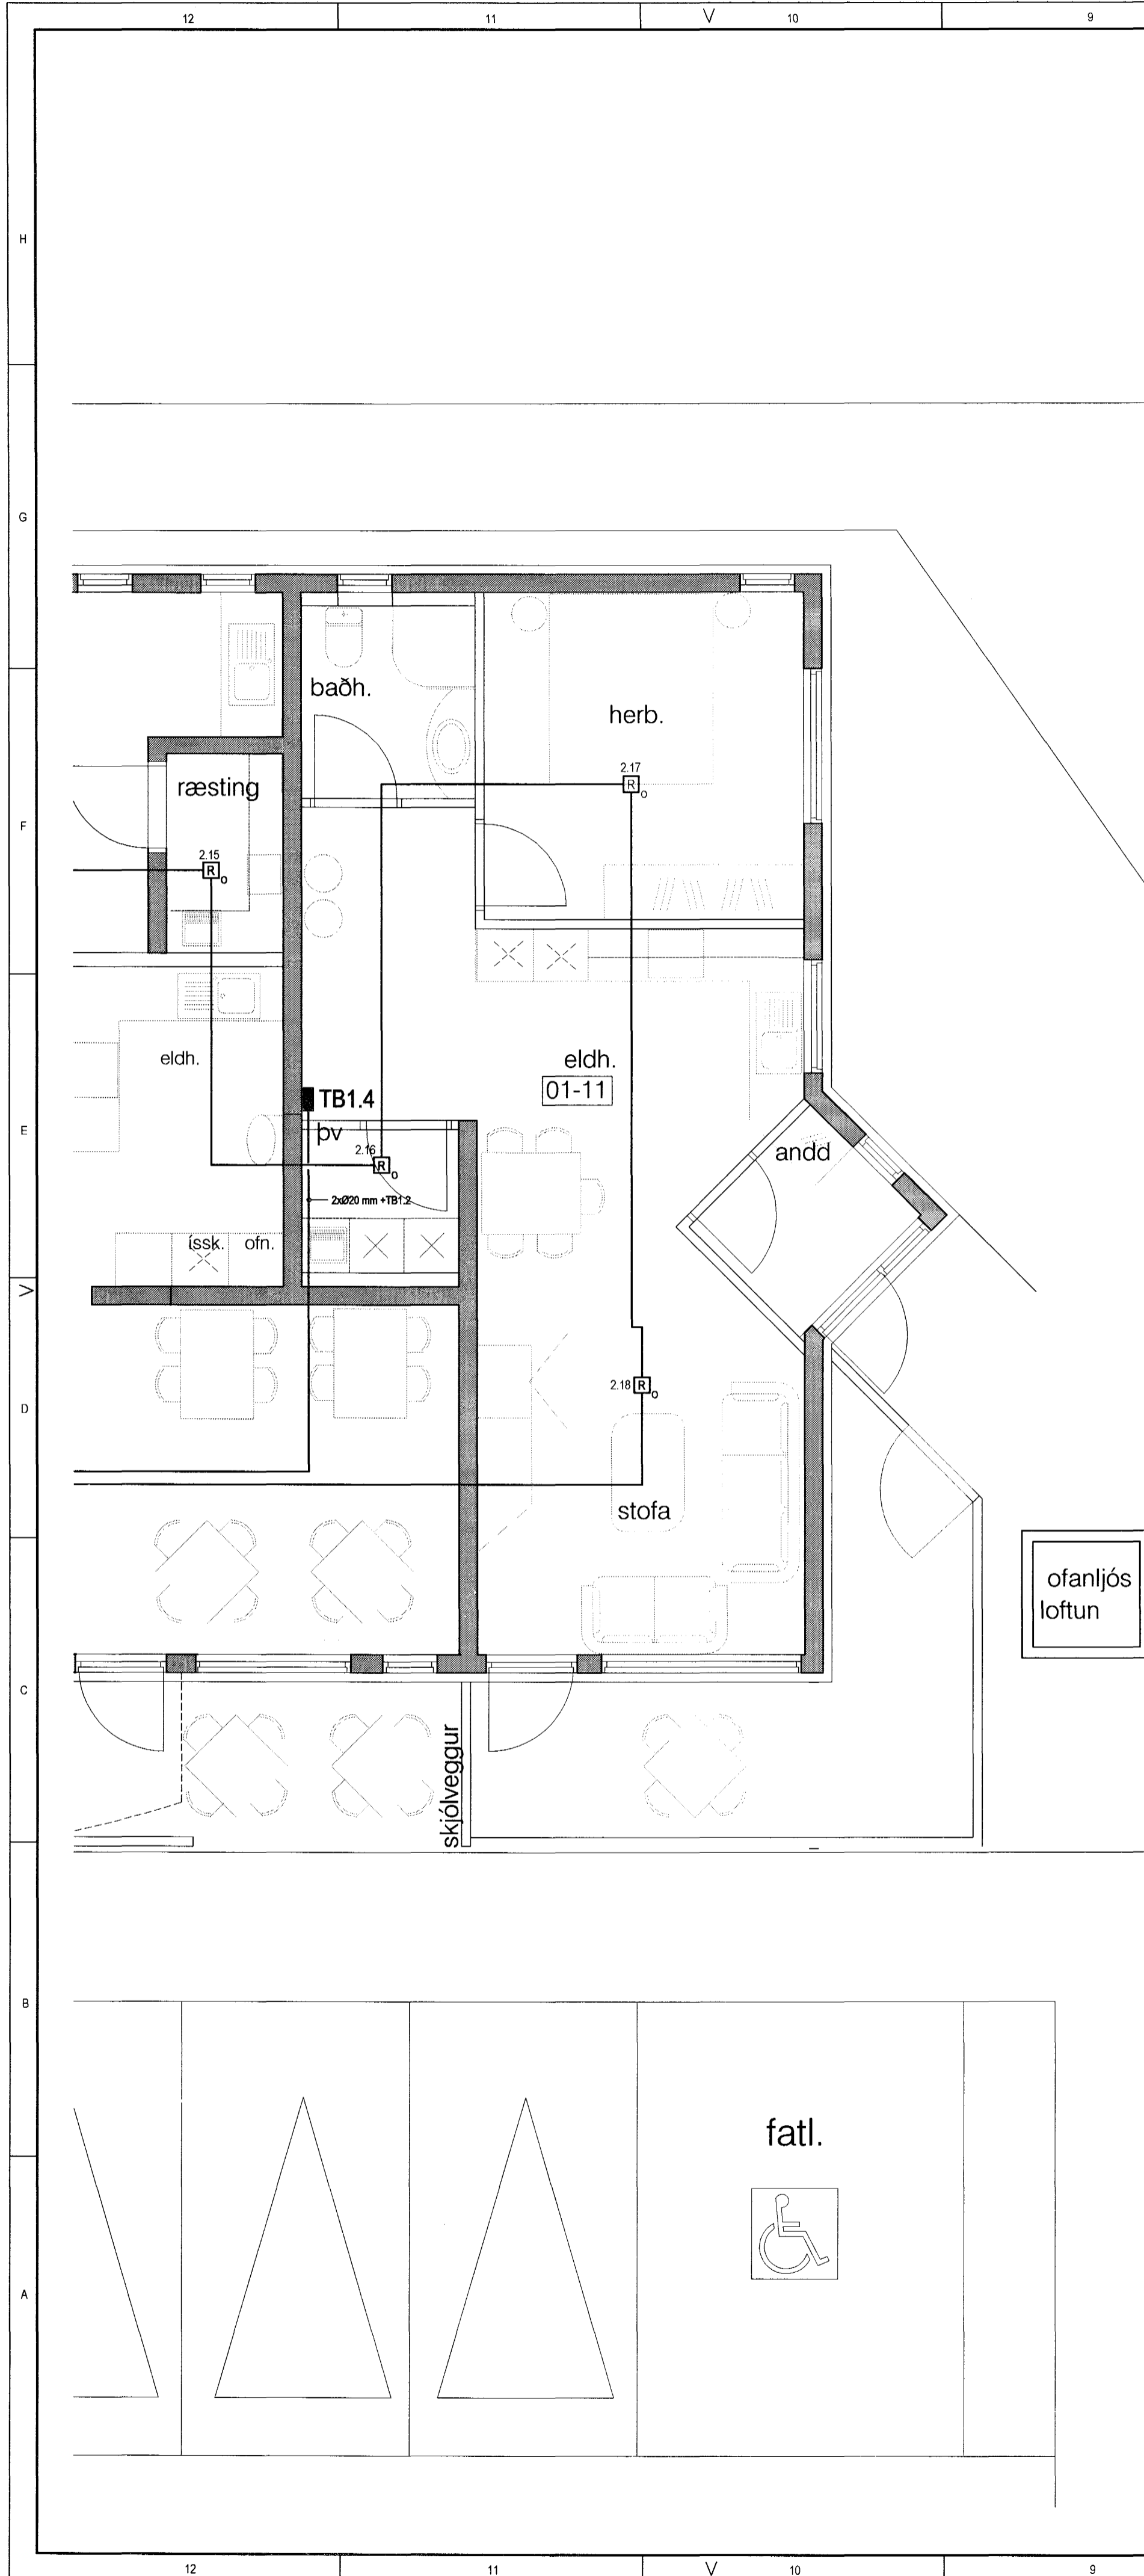 12 11 10 9
H
G
F
E
D
C
B
A
baðh.
herb.
ræsting
2.17
R
O
2.15
R
O
eldh.
eldh.
01-11
TB1.4
þv
2.16
R
O
andd
2xØ20 mm +TB1.2
íssk. ofn.
2.18
R
O
stofa
ofanljós
loftun
skjólveggur
fatl.
12 11 10 9